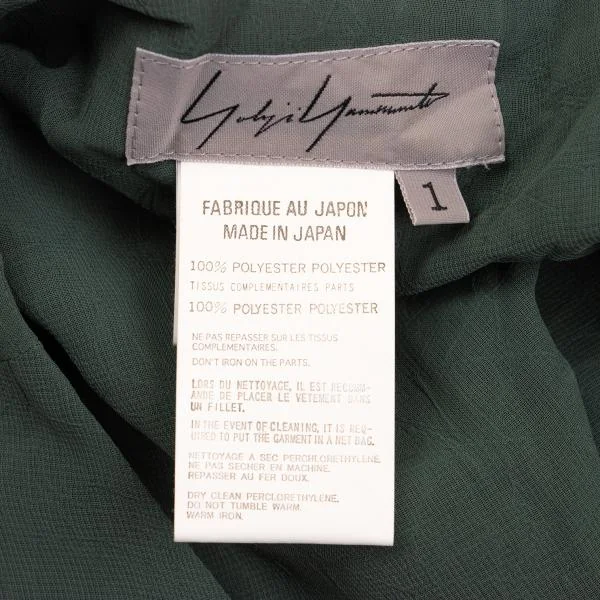 Yohji Yamamoto
1
FABRIQUE AU JAPON
MADE IN JAPAN
100% POLYESTER POLYESTER
TISSUS COMPLEMENTAIRES PARTS
100% POLYESTER POLYESTER
NE PAS REPASSER SUR LES TISSUS
COMPLEMENTAIRES.
DON'T IRON ON THE PARTS.
LORS DU NETTOYAGE, IL EST RECOMM-
ANDE DE PLACER LE VETEMENT DANS
UN FILLET.
IN THE EVENT OF CLEANING, IT IS REQ-
UIRED TO PUT THE GARMENT IN A NET BAG.
NETTOYAGE A SEC PERCHLORETHYLENE.
NE PAS SECHER EN MACHINE.
REPASSER AU FER DOUX.
DRY CLEAN PERCLORETHYLENE.
DO NOT TUMBLE WARM.
WARM IRON.